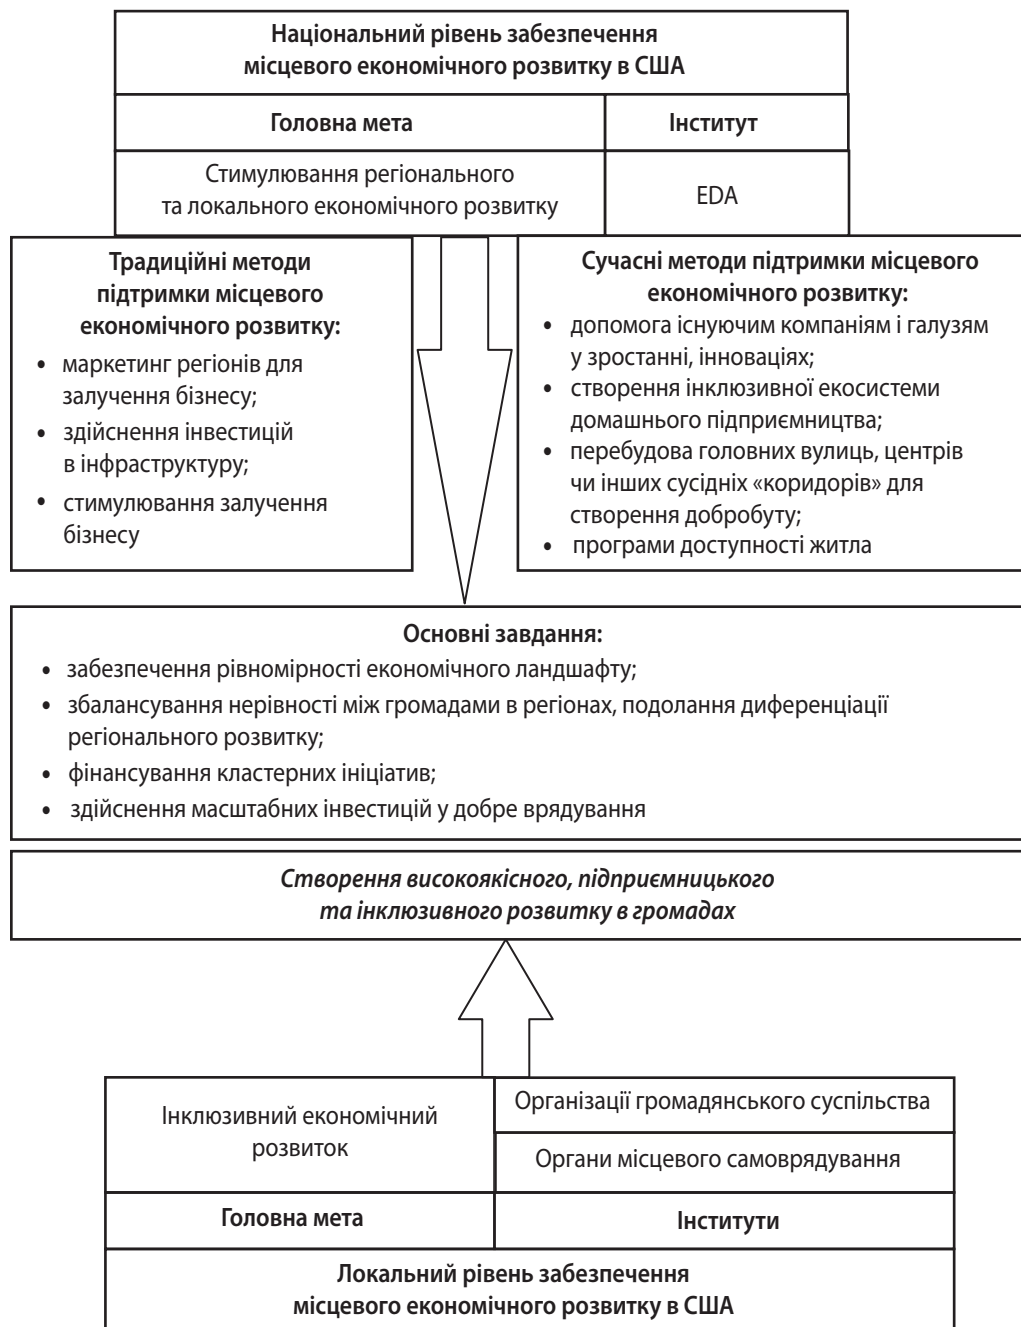 Національний рівень забезпечення
місцевого економічного розвитку в США
Головна мета
Інститут
Стимулювання регіонального
та локального економічного розвитку
EDA
Традиційні методи
підтримки місцевого
економічного розвитку:
• маркетинг регіонів для
залучення бізнесу;
• здійснення інвестицій
в інфраструктуру;
• стимулювання залучення
бізнесу
Сучасні методи підтримки місцевого
економічного розвитку:
• допомога існуючим компаніям і галузям
у зростанні, інноваціях;
• створення інклюзивної екосистеми
домашнього підприємництва;
• перебудова головних вулиць, центрів
чи інших сусідніх «коридорів» для
створення добробуту;
• програми доступності житла
Основні завдання:
• забезпечення рівномірності економічного ландшафту;
• збалансування нерівності між громадами в регіонах, подолання диференціації
регіонального розвитку;
• фінансування кластерних ініціатив;
• здійснення масштабних інвестицій у добре врядування
Створення високоякісного, підприємницького
та інклюзивного розвитку в громадах
Інклюзивний економічний
розвиток
Організації громадянського суспільства
Органи місцевого самоврядування
Головна мета
Інститути
Локальний рівень забезпечення
місцевого економічного розвитку в США